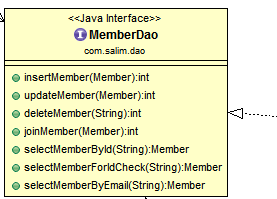 <<Java Interface>>
MemberDao
com.salim.dao
insertMember(Member):int
updateMember(Member):int
deleteMember(String):int
joinMember(Member):int
selectMemberById(String):Member
selectMemberForIdCheck(String):Member
selectMemberByEmail(String):Member